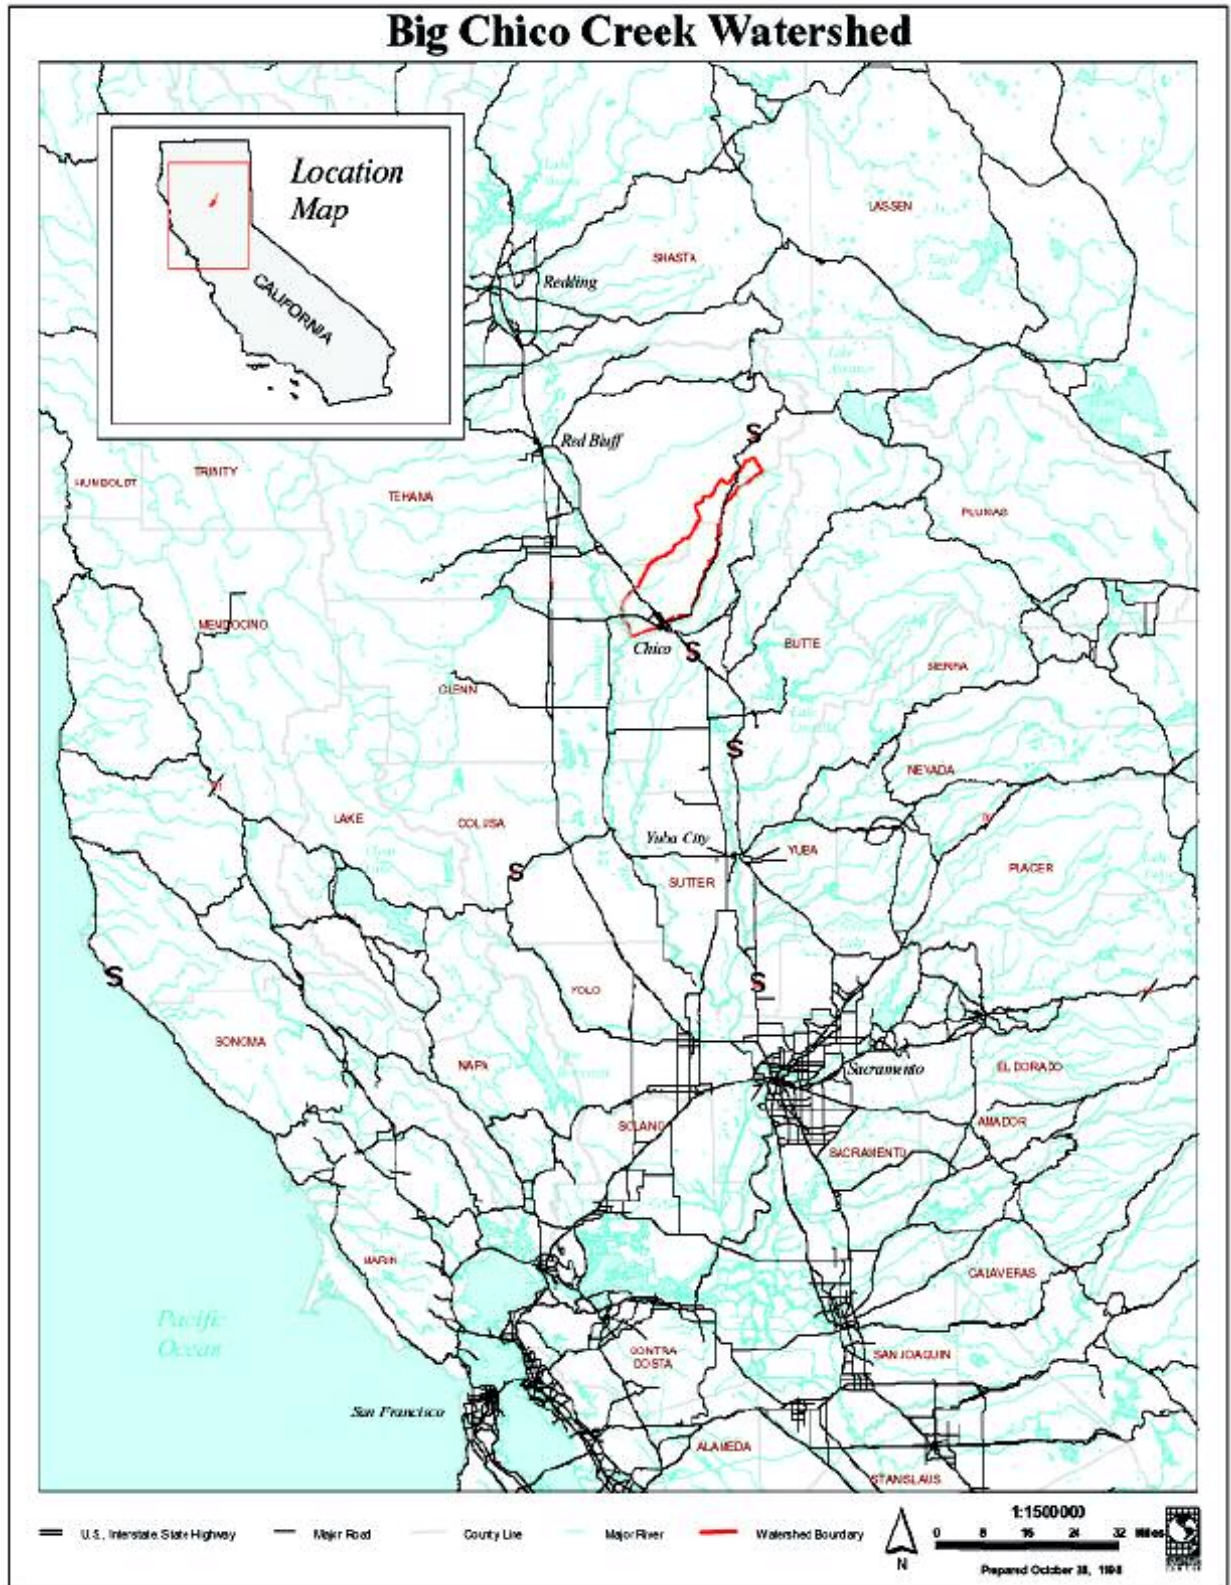 Big Chico Creek Watershed
Location
Map
CALIFORNIA
LASSEN
SHASTA
Redding
Red Bluff
S
HUMBOLDT
TRINITY
TEHANA
PLUMAS
MENDOCINO
Chico
S
BUTTE
SIERRA
GLENN
S
NEVADA
LAKE
COLUSA
Yuba City
YUBA
S
SUTTER
PLACER
S
S
YOLO
SONOMA
NAPA
Sacramento
EL DORADO
SOLANO
AMADOR
SACRAMENTO
MARIN
CALAVERAS
Pacific
Ocean
CONTRA
COSTA
SAN JOAQUIN
San Francisco
ALAMEDA
STANISLAUS
U.S., Interstate, State Highway
Major Road
County Line
Major River
Watershed Boundary
N
1:1500000
0 8 16 24 32 Miles